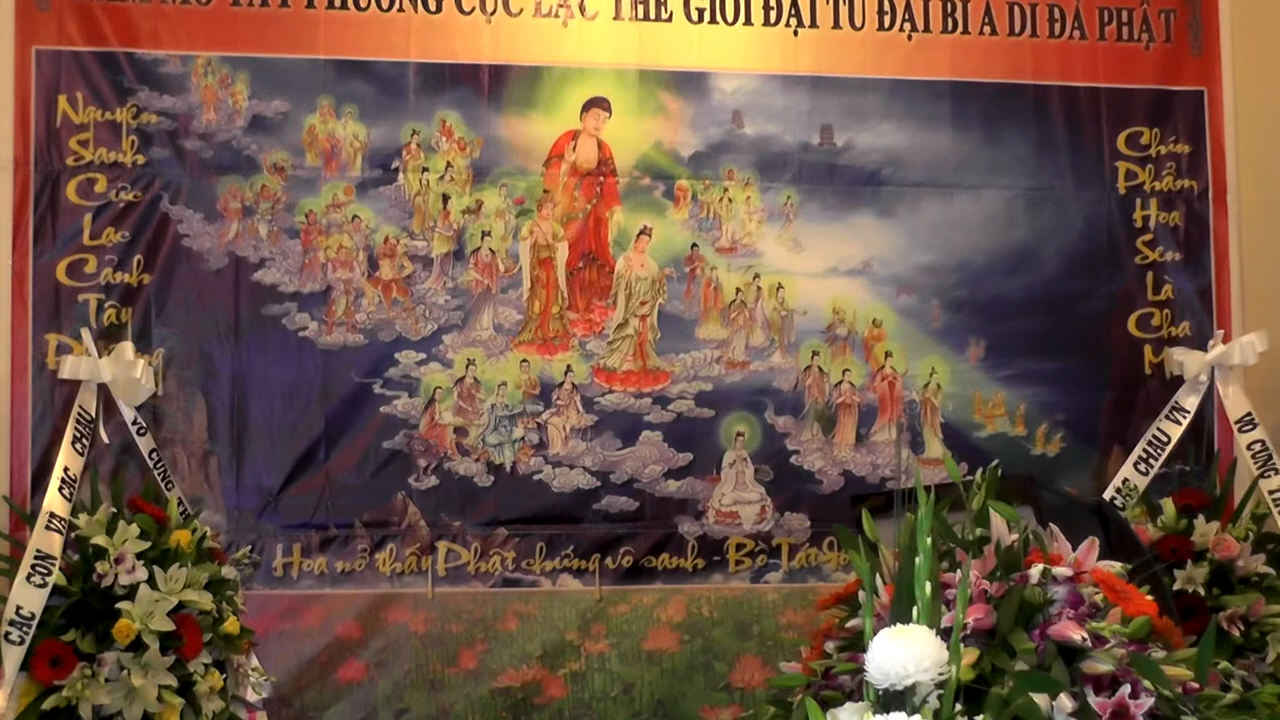 TÂY PHƯƠNG CỰC LẠC THẾ GIỚI ĐẠI TỪ ĐẠI BI A DI ĐÀ PHẬT
Nguyện
Sanh
Cực
Lạc
Cảnh
Tây
Chín
Phẩm
Hoa
Sen
Là
Cha
Hoa nở thấy Phật chứng vô sanh - Bồ Tát
CÁC CON VÀ CÁC CHÁU
VÔ CÙNG
CÁC CHÁU VN
VÔ CÙNG